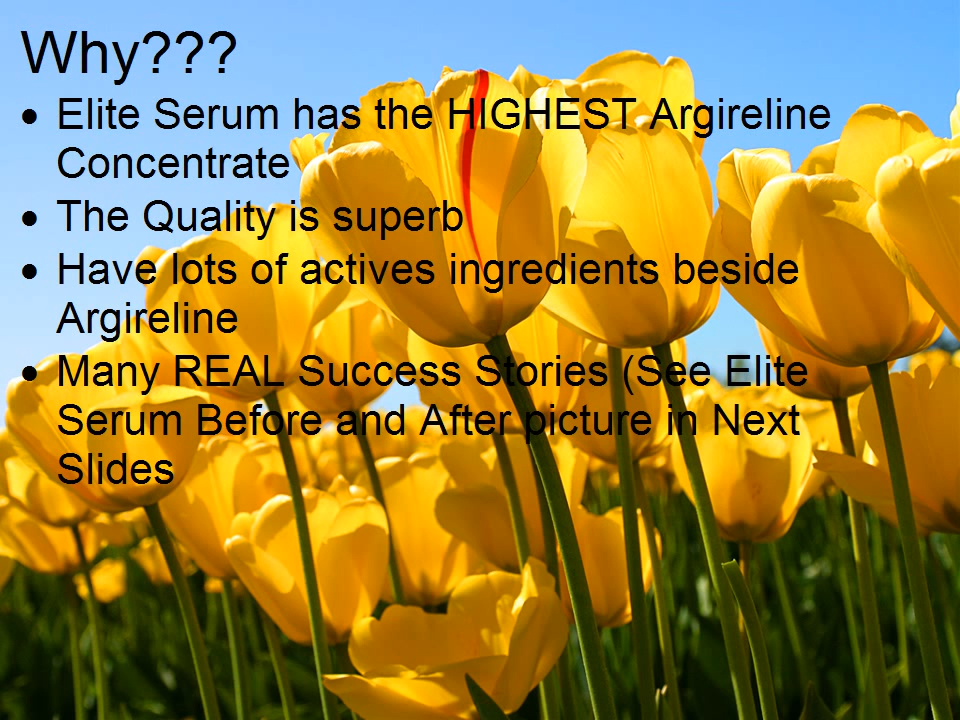 Why???
• Elite Serum has the HIGHEST Argireline
Concentrate
• The Quality is superb
• Have lots of actives ingredients beside
Argireline
• Many REAL Success Stories (See Elite
Serum Before and After picture in Next
Slides